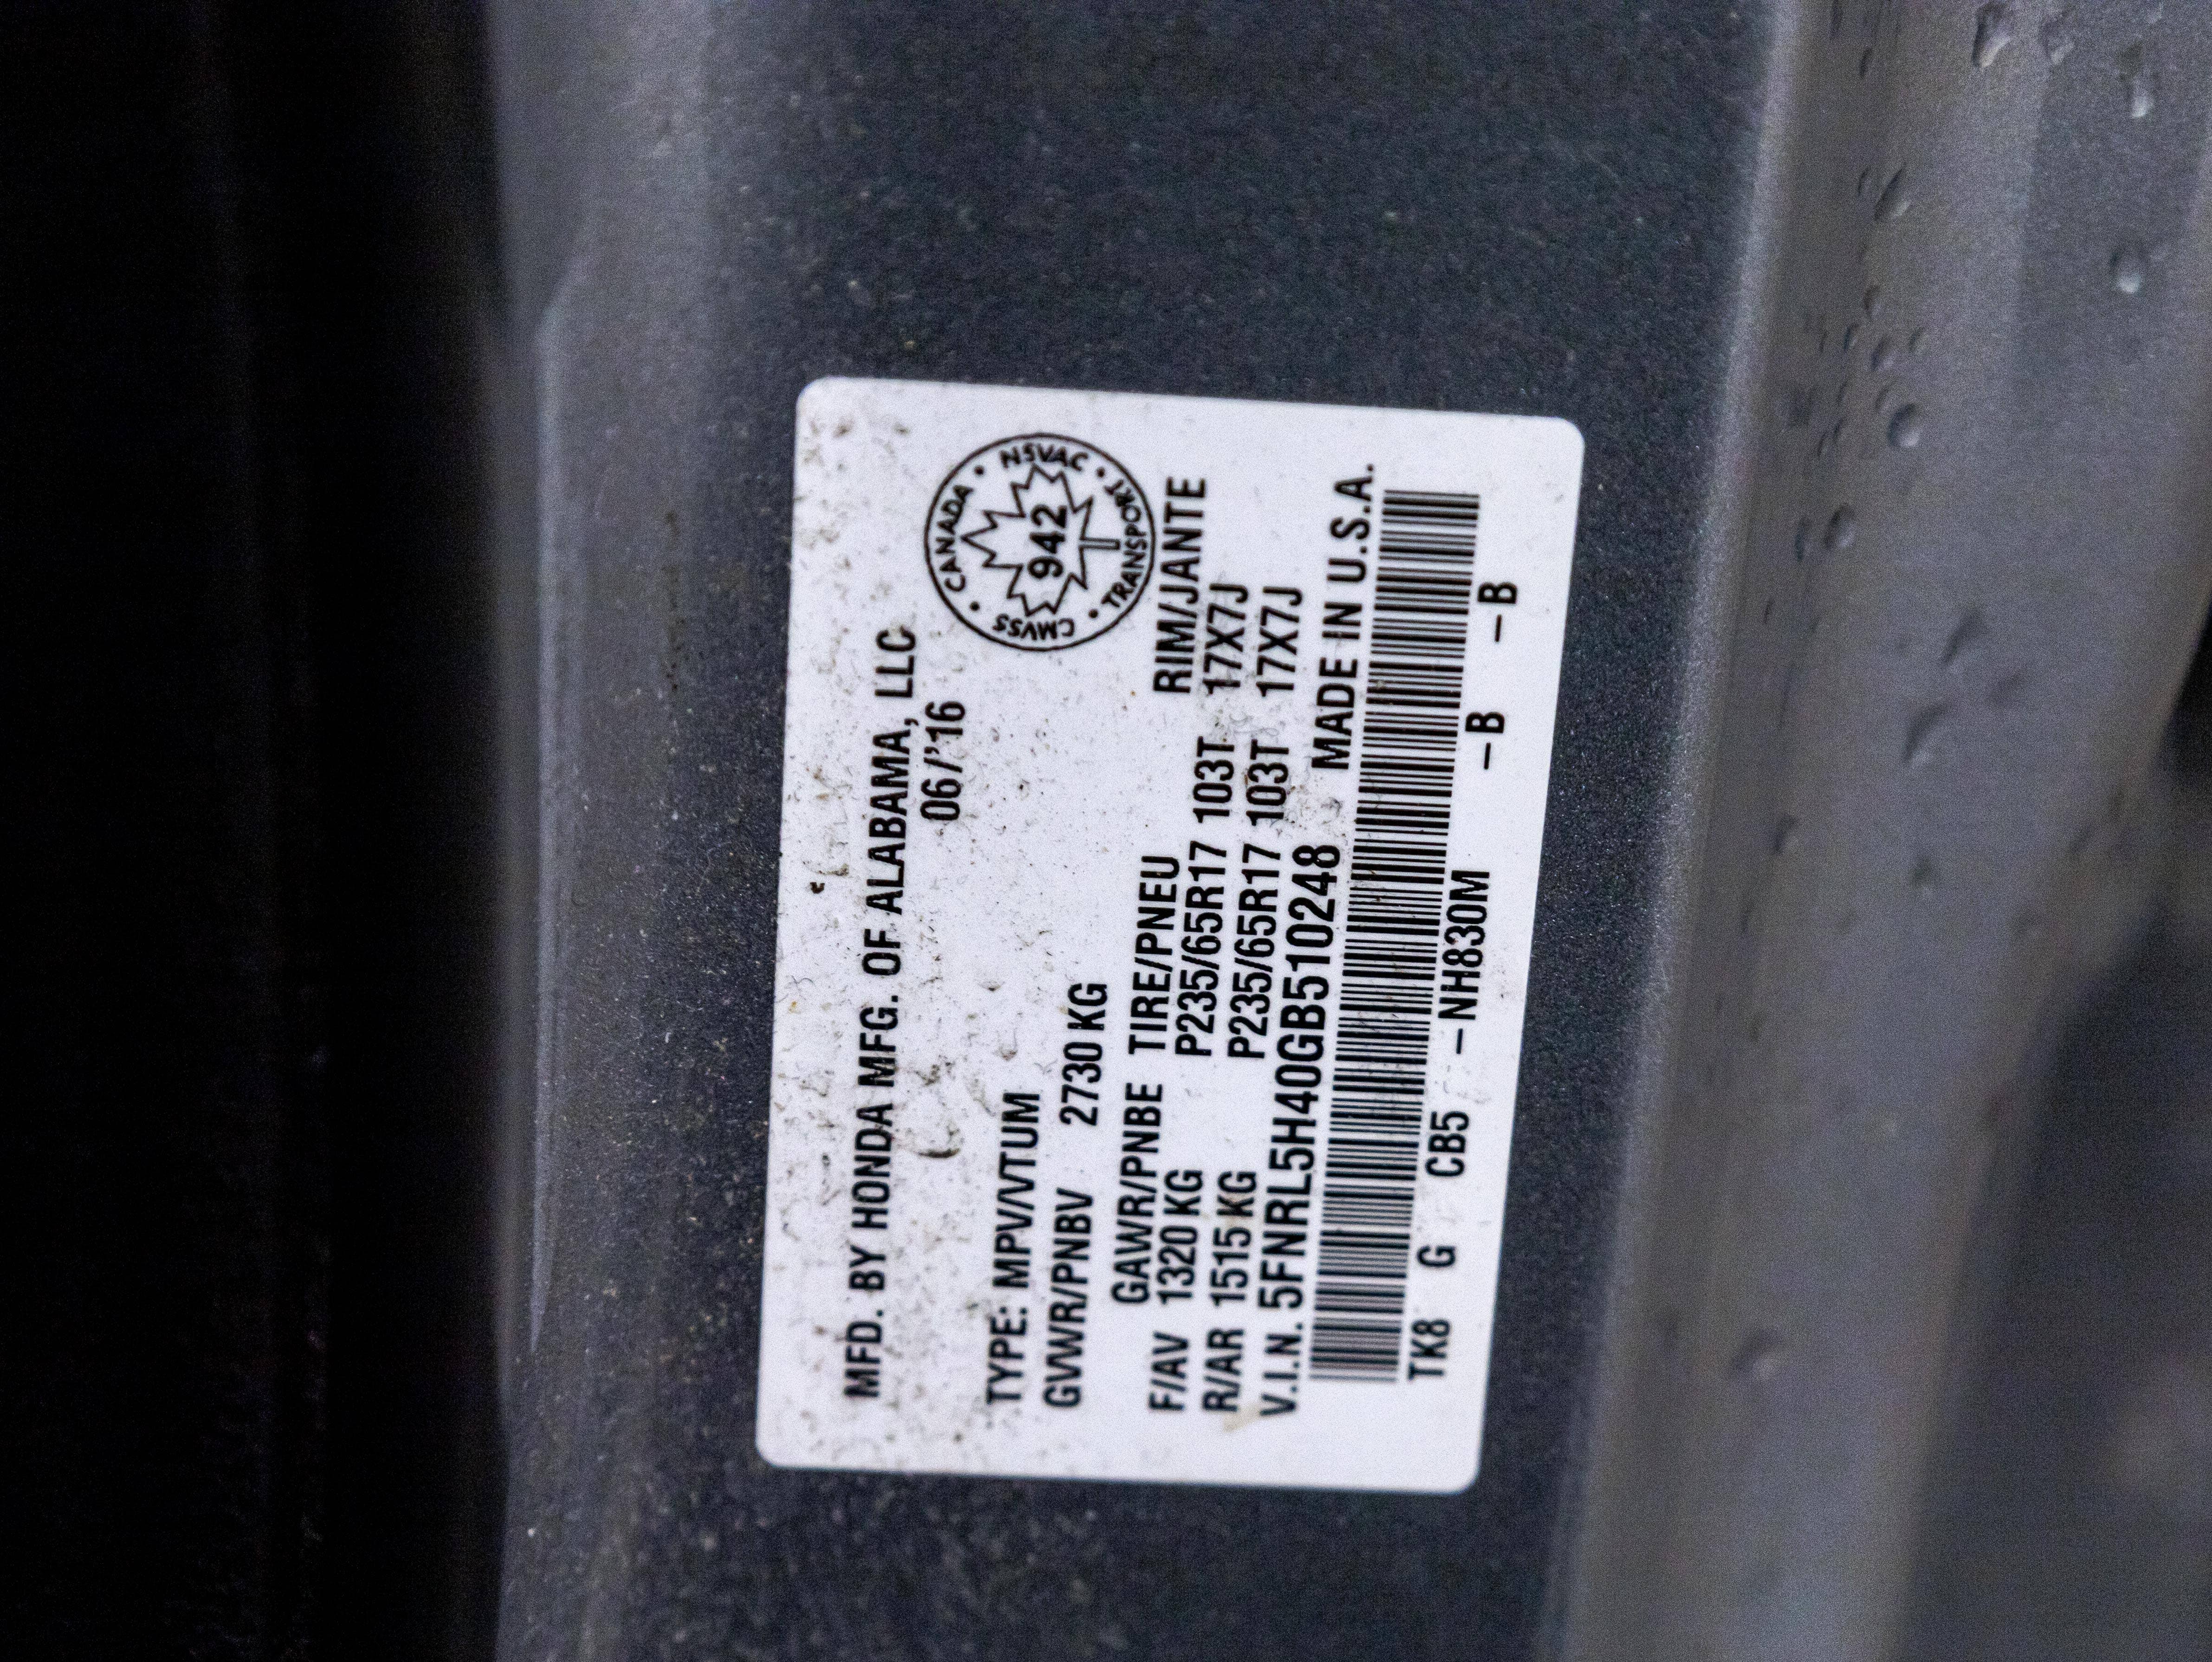 MFD. BY HONDA MFG. OF ALABAMA, LLC
06/'16
CMVSS • CANADA • NSVAC • TRANSPORT •
942
TYPE: MPV/VTUM
GVWR/PNBV 2730 KG
GAWR/PNBE TIRE/PNEU RIM/JANTE
F/AV 1320 KG P235/65R17 103T 17X7J
R/AR 1515 KG P235/65R17 103T 17X7J
V.I.N. 5FNRL5H40GB510248 MADE IN U.S.A.
TK8 G CB5 –NH830M –B –B